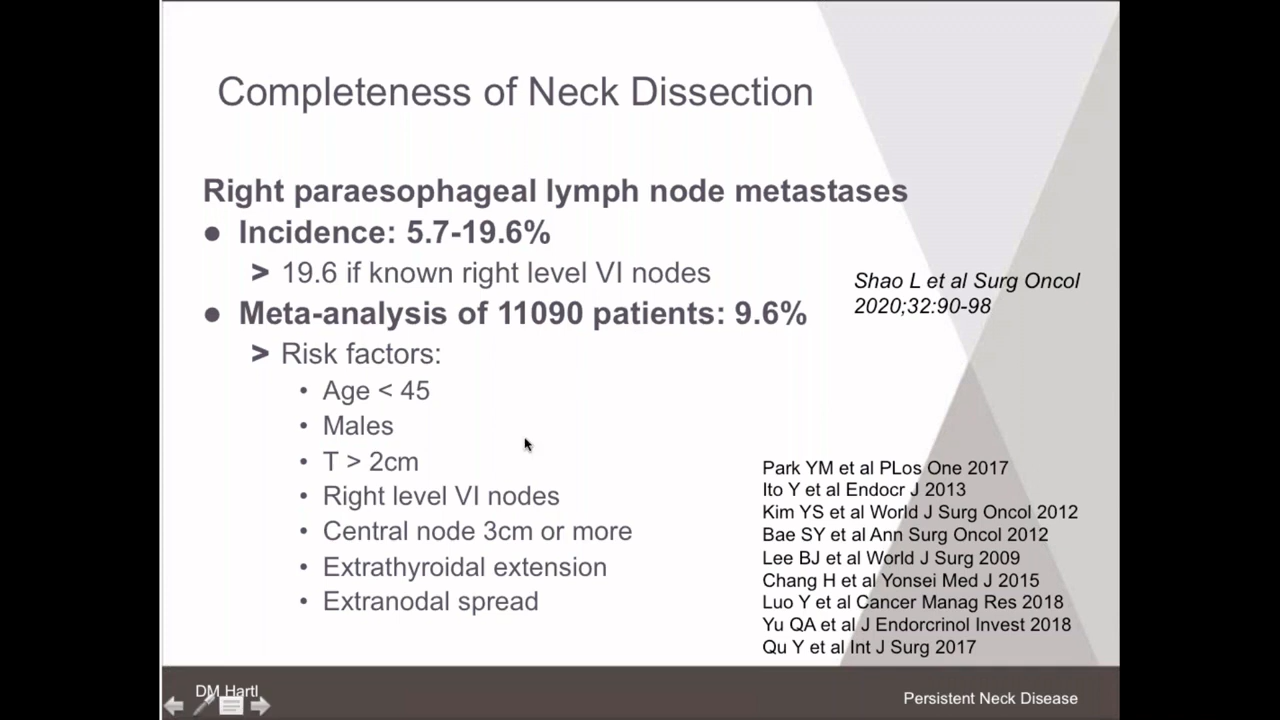 Completeness of Neck Dissection
Right paraesophageal lymph node metastases
● Incidence: 5.7-19.6%
> 19.6 if known right level VI nodes
● Meta-analysis of 11090 patients: 9.6%
> Risk factors:
• Age < 45
• Males
• T > 2cm
• Right level VI nodes
• Central node 3cm or more
• Extrathyroidal extension
• Extranodal spread
Shao L et al Surg Oncol
2020;32:90-98
Park YM et al PLos One 2017
Ito Y et al Endocr J 2013
Kim YS et al World J Surg Oncol 2012
Bae SY et al Ann Surg Oncol 2012
Lee BJ et al World J Surg 2009
Chang H et al Yonsei Med J 2015
Luo Y et al Cancer Manag Res 2018
Yu QA et al J Endorcrinol Invest 2018
Qu Y et al Int J Surg 2017
DM Hartl
Persistent Neck Disease